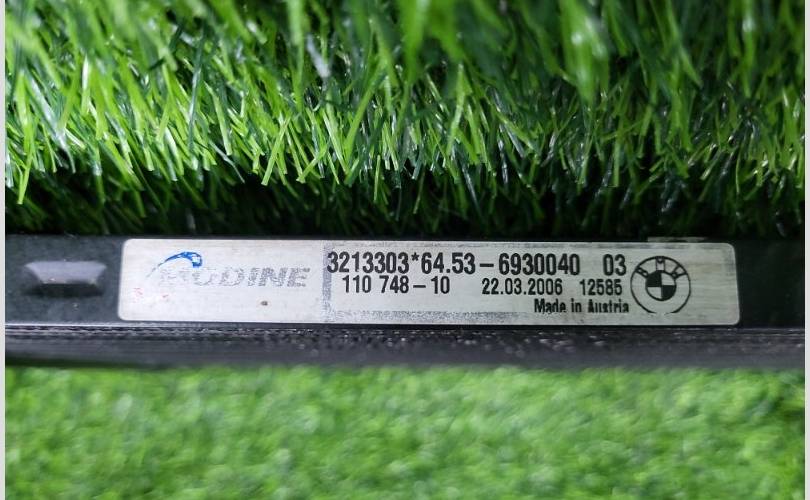 MODINE
3213303*64.53-6930040 03
110 748-10 22.03.2006 12585
Made in Austria
BMW